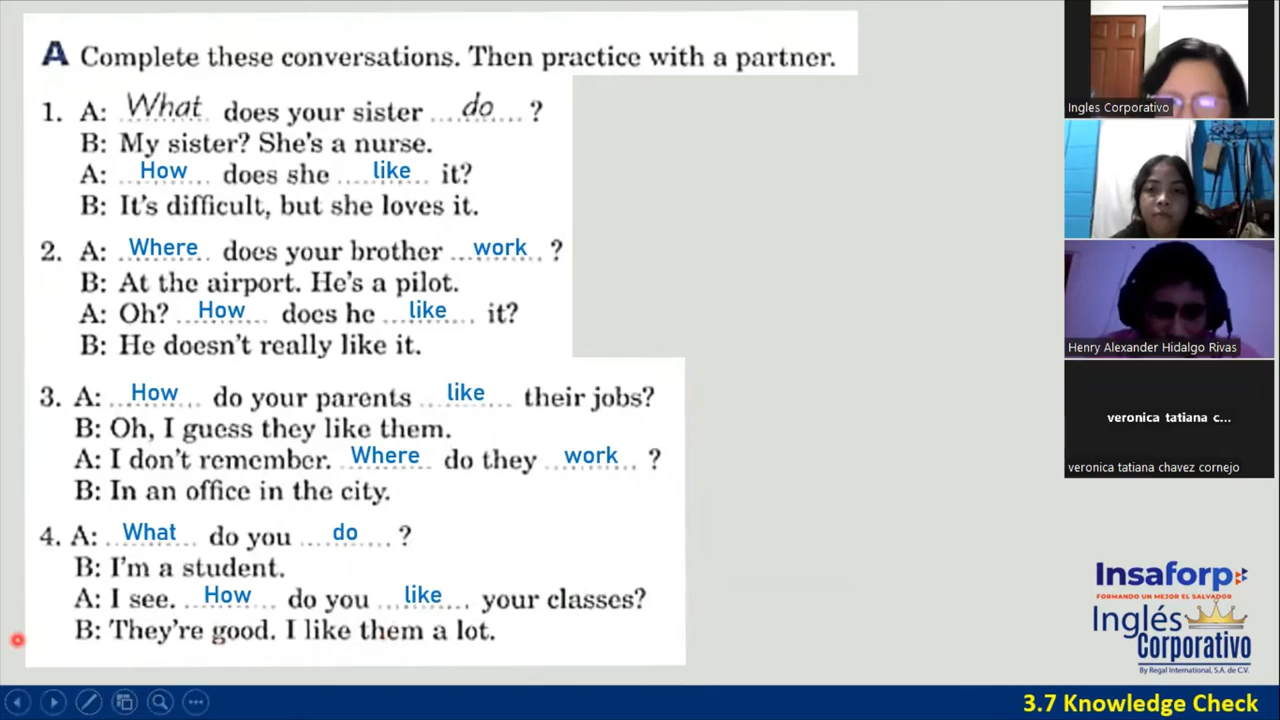 A Complete these conversations. Then practice with a partner.
1. A: What does your sister do ?
B: My sister? She's a nurse.
A: How does she like it?
B: It's difficult, but she loves it.
2. A: Where does your brother work ?
B: At the airport. He's a pilot.
A: Oh? How does he like it?
B: He doesn't really like it.
3. A: How do your parents like their jobs?
B: Oh, I guess they like them.
A: I don't remember. Where do they work ?
B: In an office in the city.
4. A: What do you do ?
B: I'm a student.
A: I see. How do you like your classes?
B: They're good. I like them a lot.
Ingles Corporativo
Henry Alexander Hidalgo Rivas
veronica tatiana c...
veronica tatiana chavez cornejo
Insaforp
FORMANDO UN MEJOR EL SALVADOR
Inglés
Corporativo
By Regal International, S.A. de C.V.
3.7 Knowledge Check